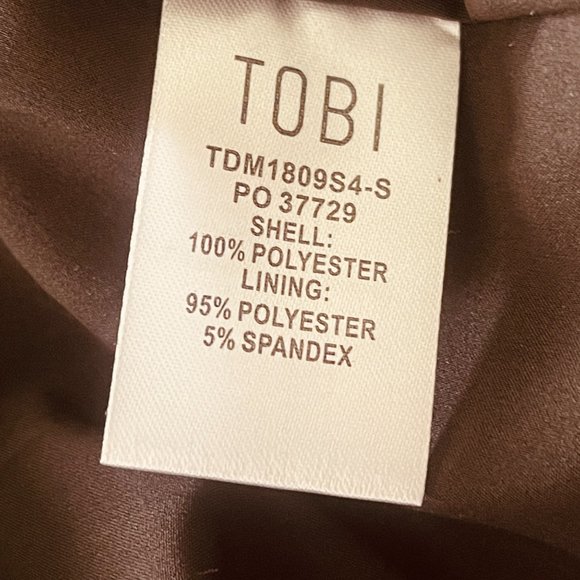 TOBI
TDM1809S4-S
PO 37729
SHELL:
100% POLYESTER
LINING:
95% POLYESTER
5% SPANDEX